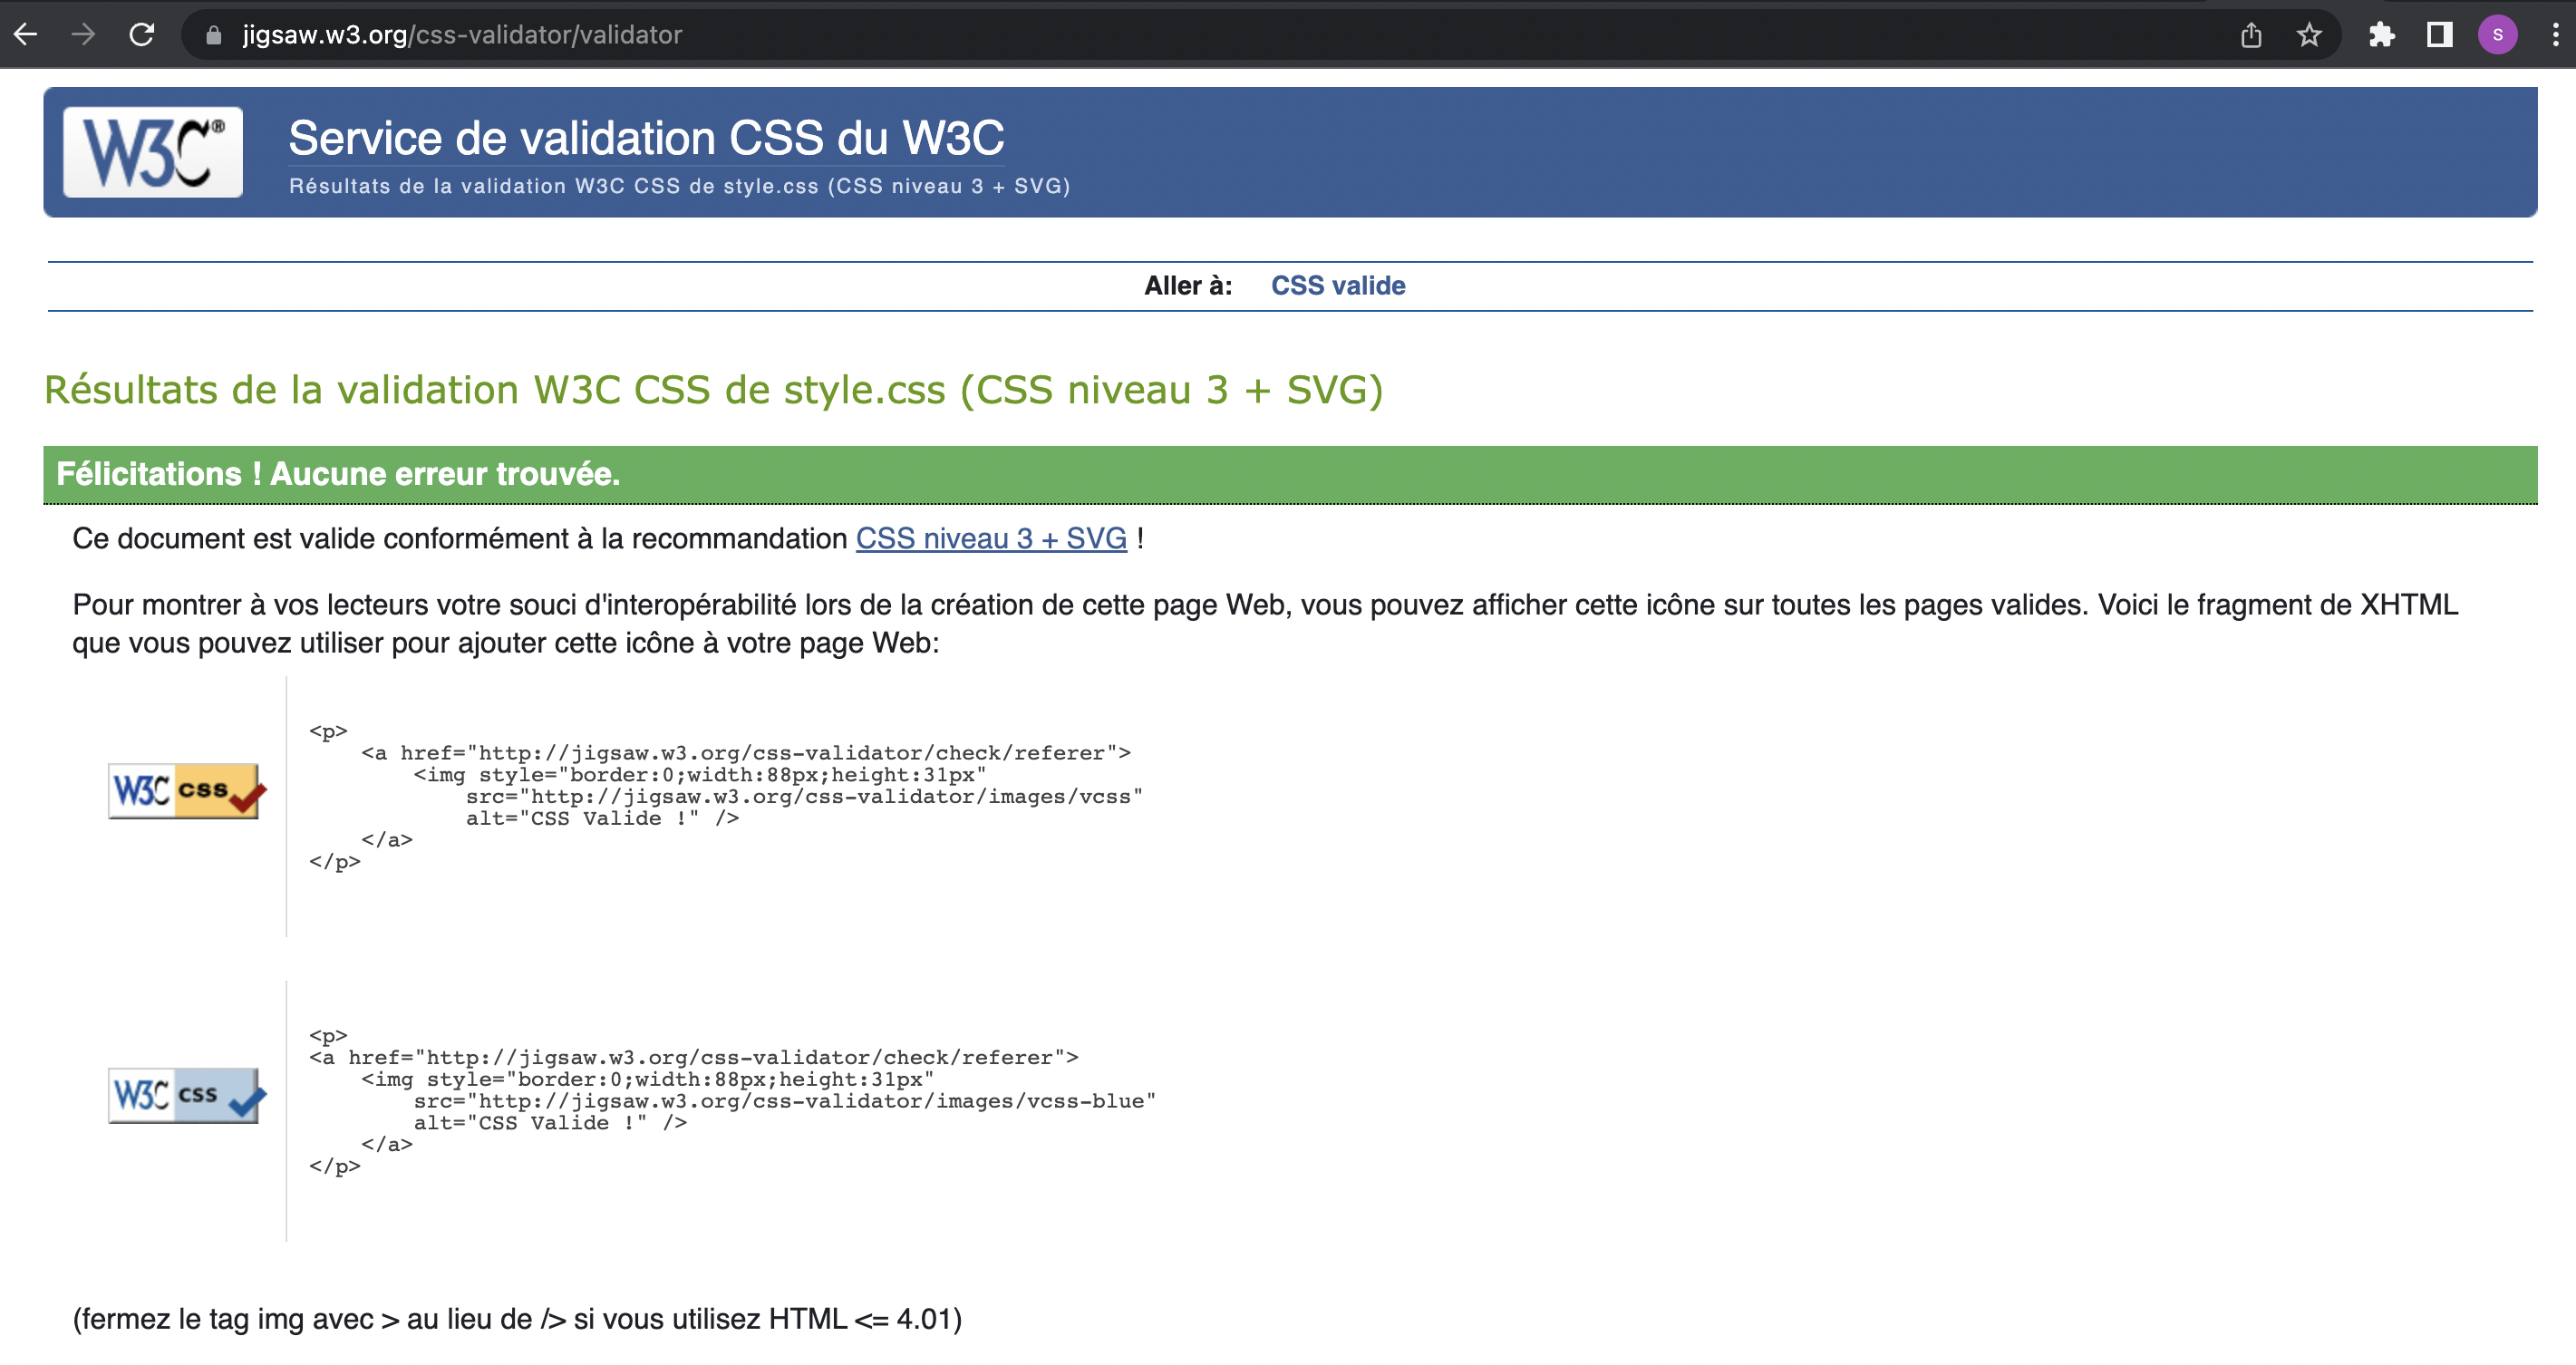 jigsaw.w3.org/css-validator/validator
S
W3C®
Service de validation CSS du W3C
Résultats de la validation W3C CSS de style.css (CSS niveau 3 + SVG)
Aller à: CSS valide
Résultats de la validation W3C CSS de style.css (CSS niveau 3 + SVG)
Félicitations ! Aucune erreur trouvée.
Ce document est valide conformément à la recommandation CSS niveau 3 + SVG !
Pour montrer à vos lecteurs votre souci d'interopérabilité lors de la création de cette page Web, vous pouvez afficher cette icône sur toutes les pages valides. Voici le fragment de XHTML
que vous pouvez utiliser pour ajouter cette icône à votre page Web:
W3C css
<p>
    <a href="http://jigsaw.w3.org/css-validator/check/referer">
        <img style="border:0;width:88px;height:31px"
            src="http://jigsaw.w3.org/css-validator/images/vcss"
            alt="CSS Valide !" />
    </a>
</p>
W3C css
<p>
<a href="http://jigsaw.w3.org/css-validator/check/referer">
    <img style="border:0;width:88px;height:31px"
        src="http://jigsaw.w3.org/css-validator/images/vcss-blue"
        alt="CSS Valide !" />
    </a>
</p>
(fermez le tag img avec > au lieu de /> si vous utilisez HTML <= 4.01)